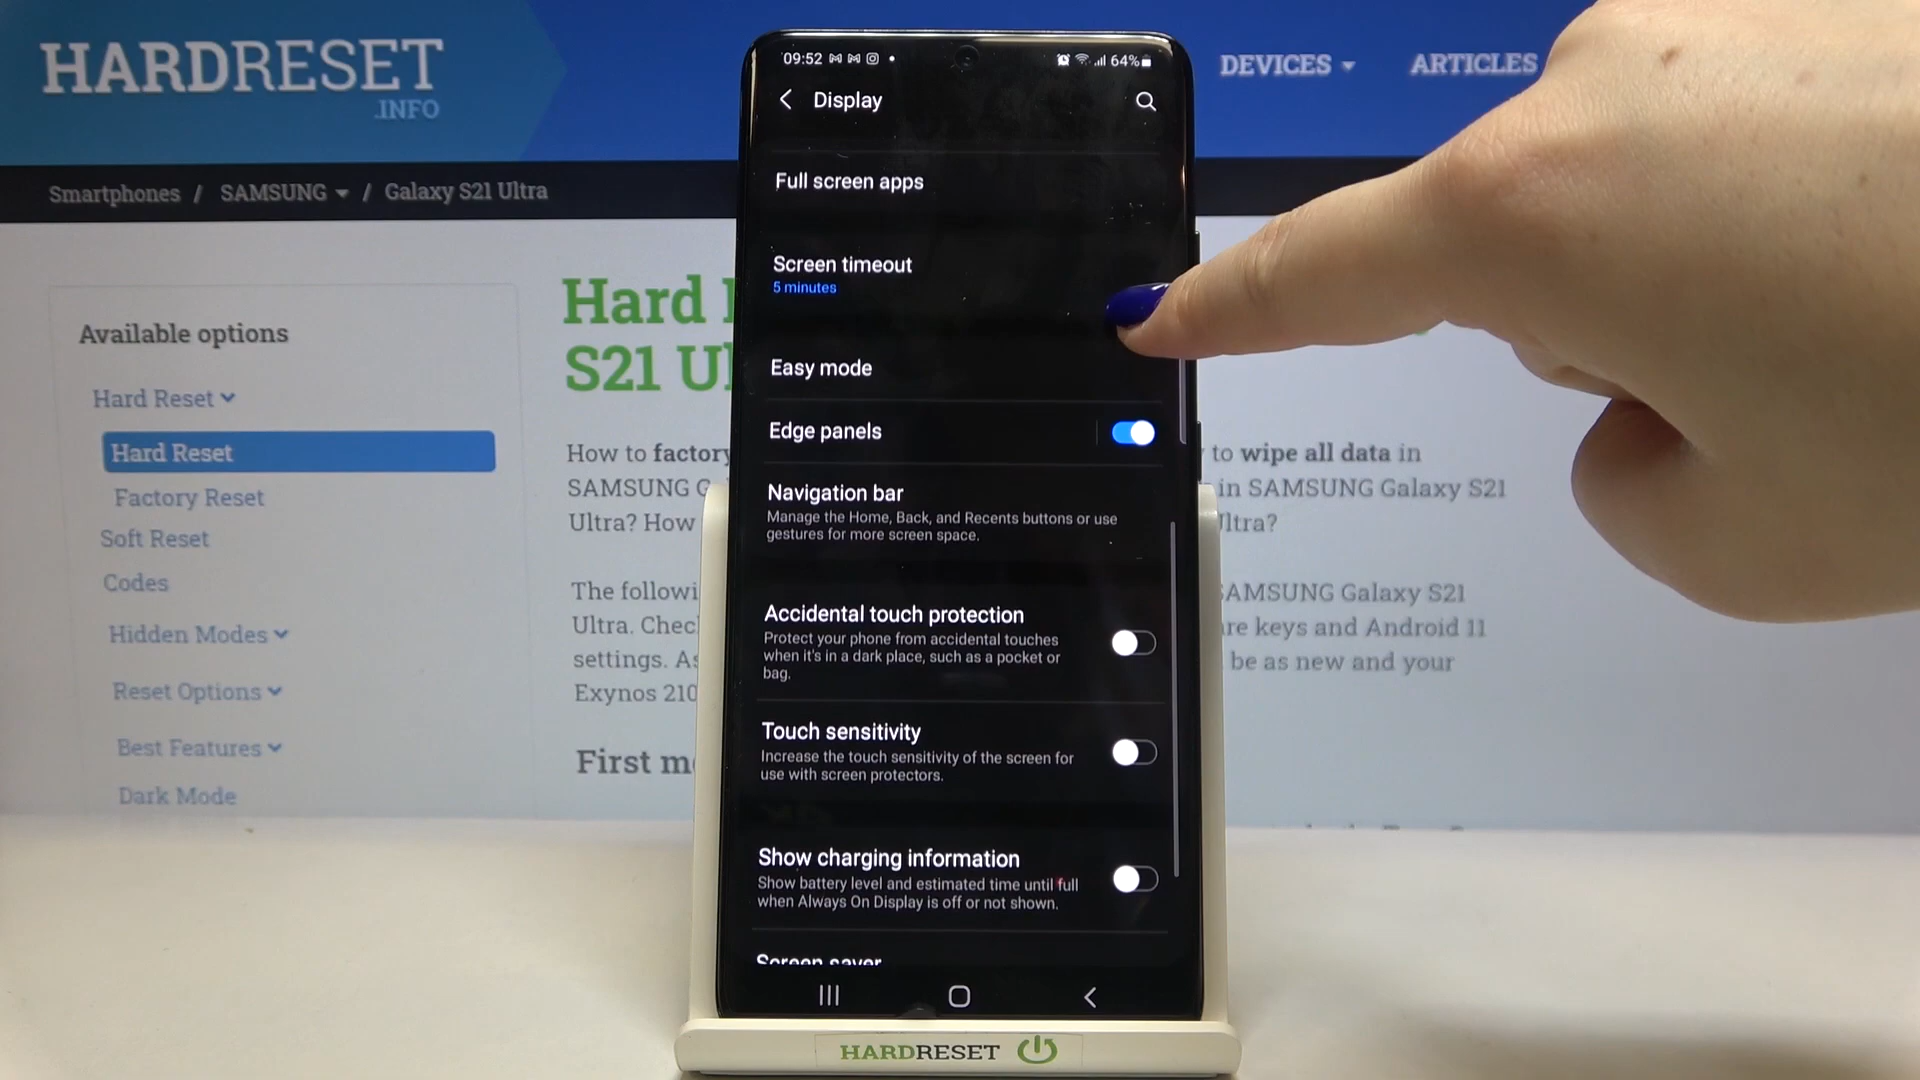 HARDRESET
.INFO
DEVICES
ARTICLES
Smartphones / SAMSUNG / Galaxy S21 Ultra
Available options
Hard Reset
Hard Reset
Factory Reset
Soft Reset
Codes
Hidden Modes
Reset Options
Best Features
Dark Mode
Hard
S21
How to factory
SAMSUNG
Ultra? How
The
Ultra.
settings.
Exynos
First
to wipe all data in
in SAMSUNG Galaxy S21
Ultra?
SAMSUNG Galaxy S21
keys and Android 11
be as new and your
09:52
64%
Display
Full screen apps
Screen timeout
5 minutes
Easy mode
Edge panels
Navigation bar
Manage the Home, Back, and Recents buttons or use
gestures for more screen space.
Accidental touch protection
Protect your phone from accidental touches
when it's in a dark place, such as a pocket or
bag.
Touch sensitivity
Increase the touch sensitivity of the screen for
use with screen protectors.
Show charging information
Show battery level and estimated time until full
when Always On Display is off or not shown.
Screen saver
HARDRESET